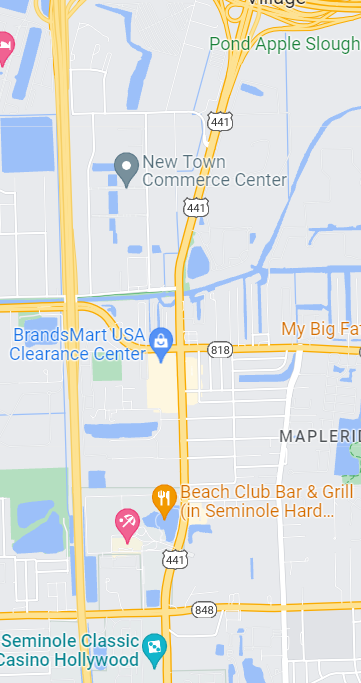 Village
Pond Apple Slough
441
New Town
Commerce Center
441
BrandsMart USA
Clearance Center
My Big Fa
818
MAPLERID
Beach Club Bar & Grill
(in Seminole Hard...
441
848
Seminole Classic
Casino Hollywood